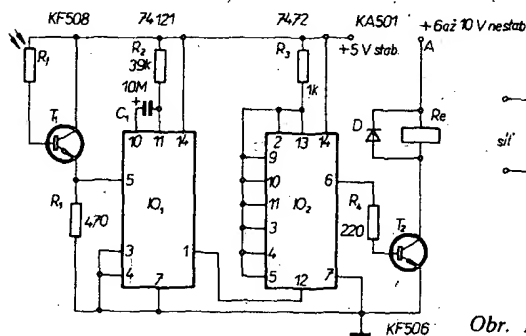 KF508 74121 7472 KA501 +6až 10 V nestab.
+5 V stab. A
R₁ R₂ 39k R₃ 1k
10M C₁ D Re
T₁ 10 11 14 2 13 14 síť
9
5 10 6
R₁ 470 IO₁ 11 IO₂ R₄ 220 T₂
3 1 3
4 4
7 5 12 7
KF506 Obr.